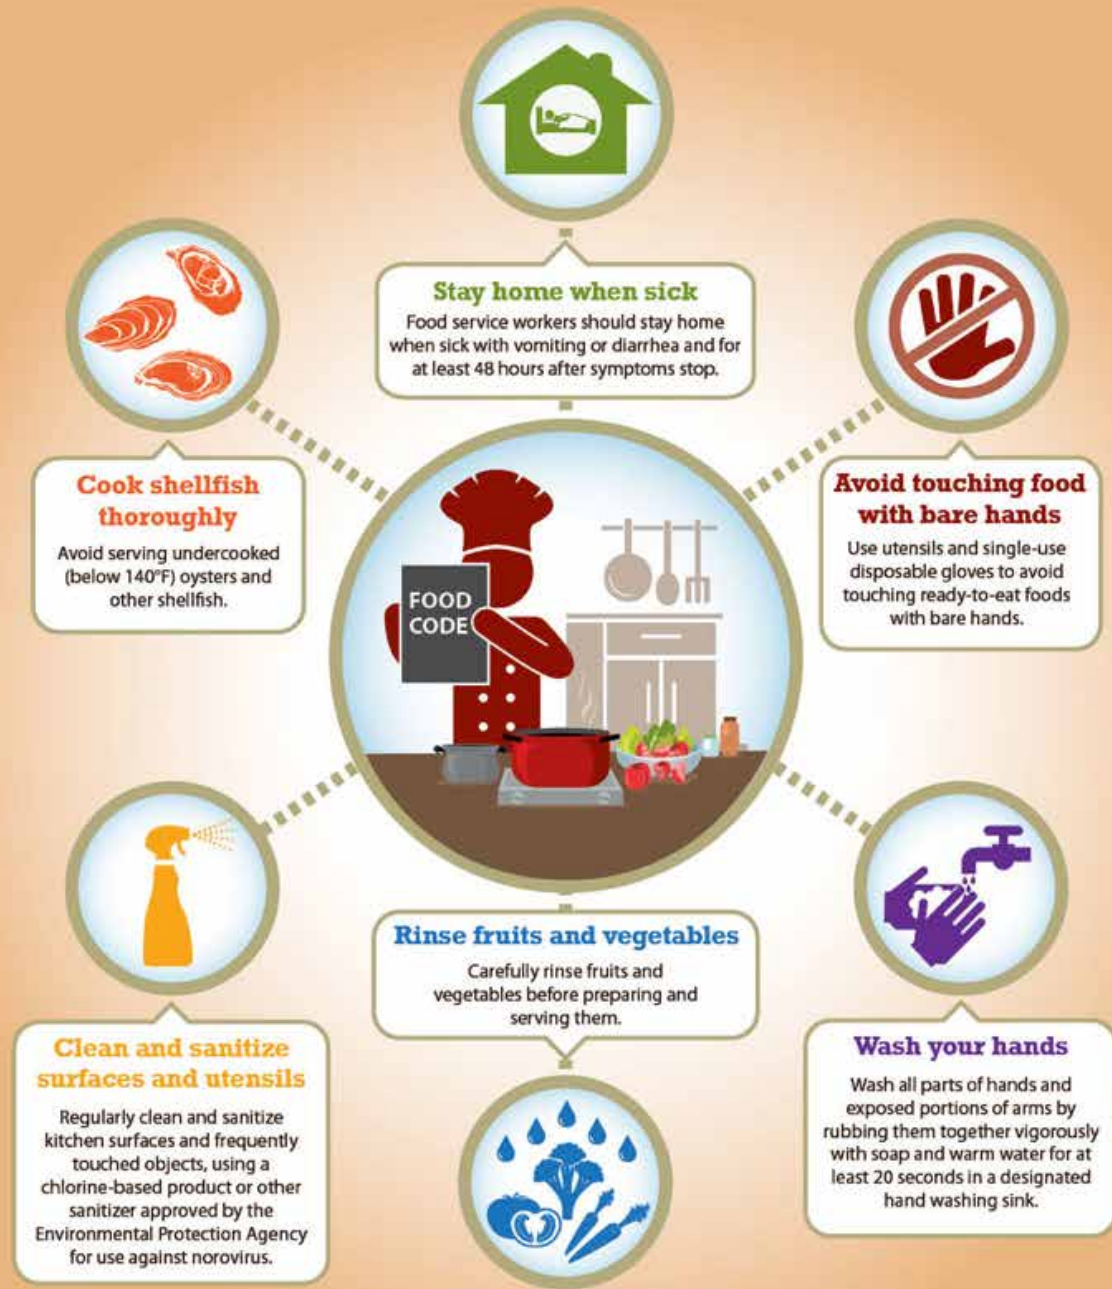 Stay home when sick
Food service workers should stay home
when sick with vomiting or diarrhea and for
at least 48 hours after symptoms stop.
Cook shellfish
thoroughly
Avoid serving undercooked
(below 140°F) oysters and
other shellfish.
Avoid touching food
with bare hands
Use utensils and single-use
disposable gloves to avoid
touching ready-to-eat foods
with bare hands.
FOOD
CODE
Rinse fruits and vegetables
Carefully rinse fruits and
vegetables before preparing and
serving them.
Clean and sanitize
surfaces and utensils
Regularly clean and sanitize
kitchen surfaces and frequently
touched objects, using a
chlorine-based product or other
sanitizer approved by the
Environmental Protection Agency
for use against norovirus.
Wash your hands
Wash all parts of hands and
exposed portions of arms by
rubbing them together vigorously
with soap and warm water for at
least 20 seconds in a designated
hand washing sink.